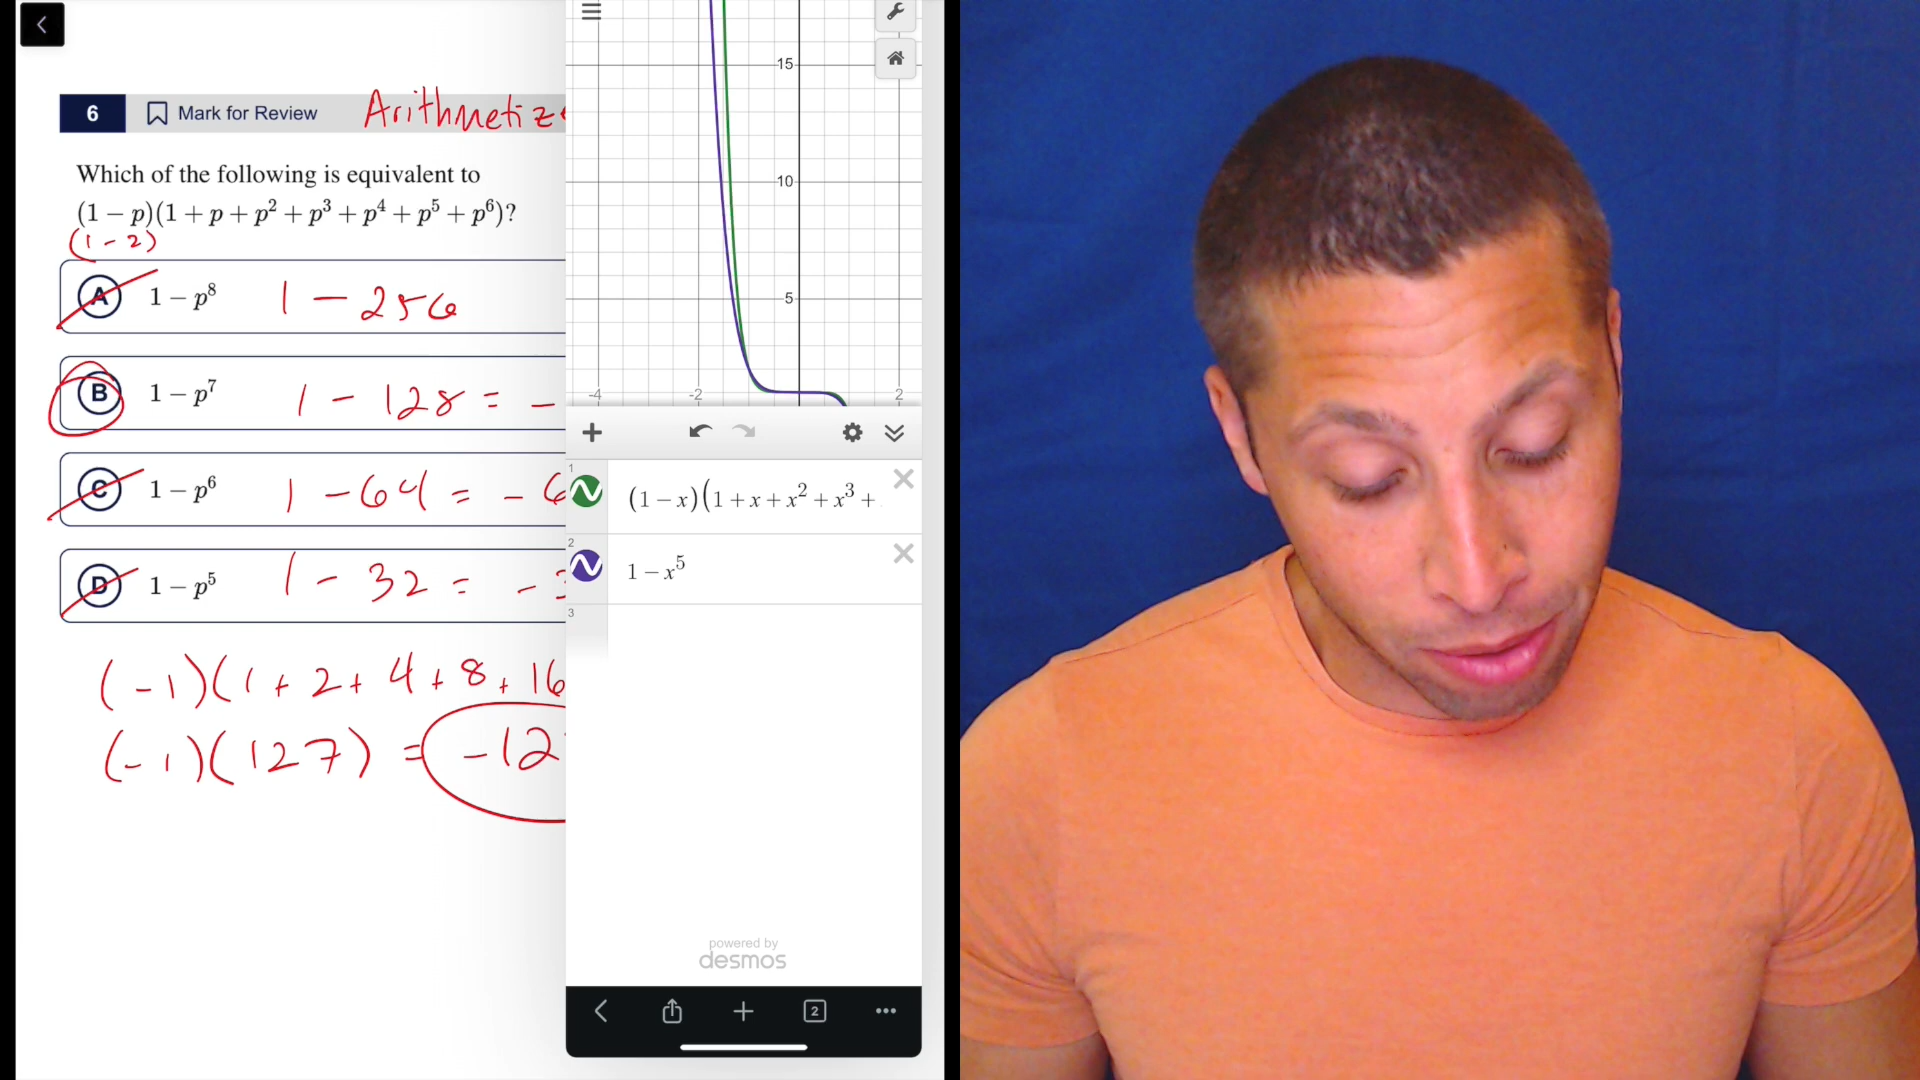 6 Mark for Review Arithmetiz
Which of the following is equivalent to
(1 − p)(1 + p + p² + p³ + p⁴ + p⁵ + p⁶)?
(1 - 2)
A 1 − p⁸ 1 - 256
B 1 − p⁷ 1 - 128 = -
C 1 − p⁶ 1 - 64 = - 6
D 1 − p⁵ 1 - 32 = - 3
(-1)(1 + 2 + 4 + 8 + 16
(-1)(127) = -12
15
10
5
-4 -2 2
1 (1 − x)(1 + x + x² + x³ +
2 1 − x⁵
3
powered by
desmos
2